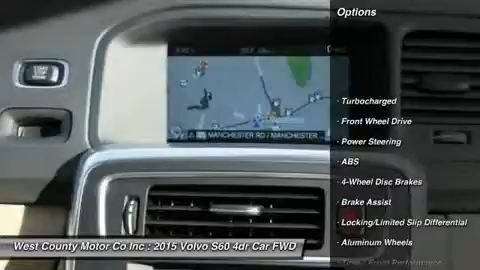 Options
MANCHESTER RD / MANCHESTER
· Turbocharged
· Front Wheel Drive
· Power Steering
· ABS
· 4-Wheel Disc Brakes
· Brake Assist
· Locking/Limited Slip Differential
· Aluminum Wheels
West County Motor Co Inc : 2015 Volvo S60 4dr Car FWD